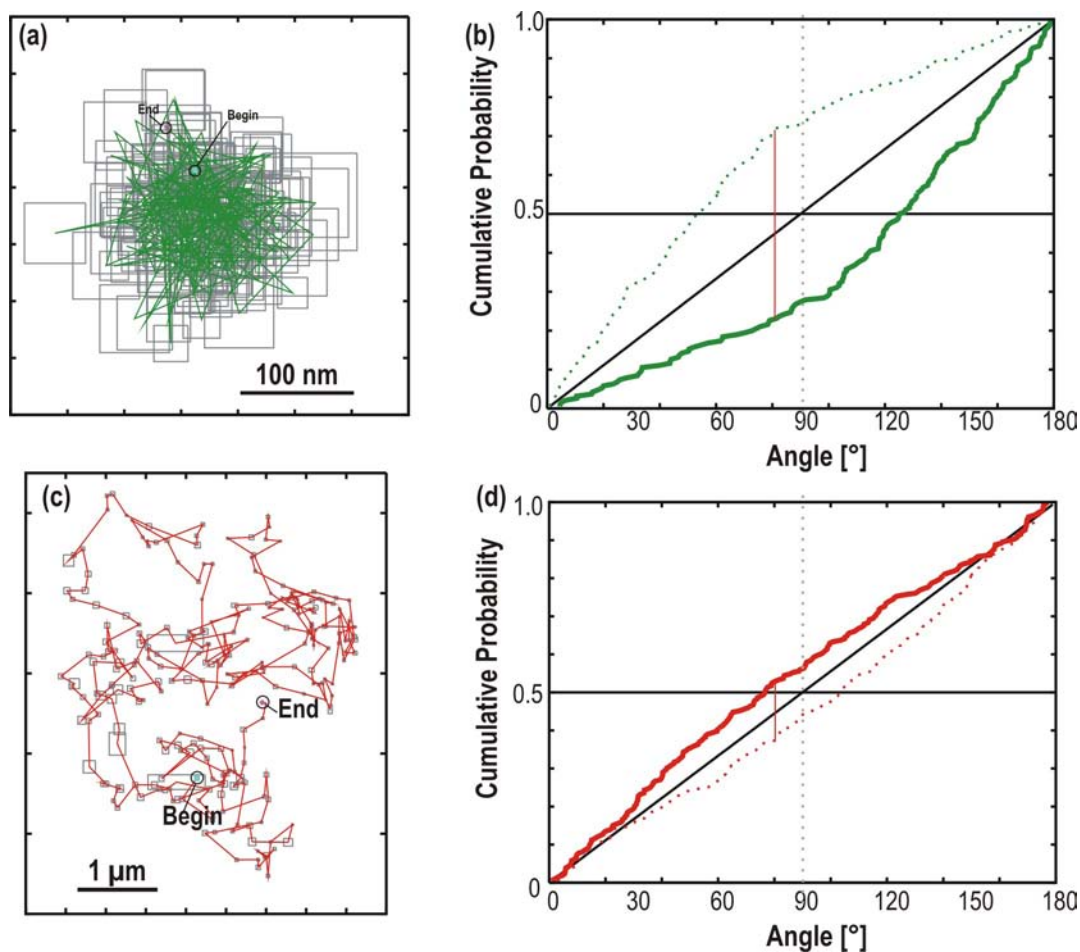 (a)
End
Begin
100 nm
(b)
Cumulative Probability
1.0
0.5
0
0 30 60 90 120 150 180
Angle [°]
(c)
End
Begin
1 µm
(d)
Cumulative Probability
1.0
0.5
0
0 30 60 90 120 150 180
Angle [°]